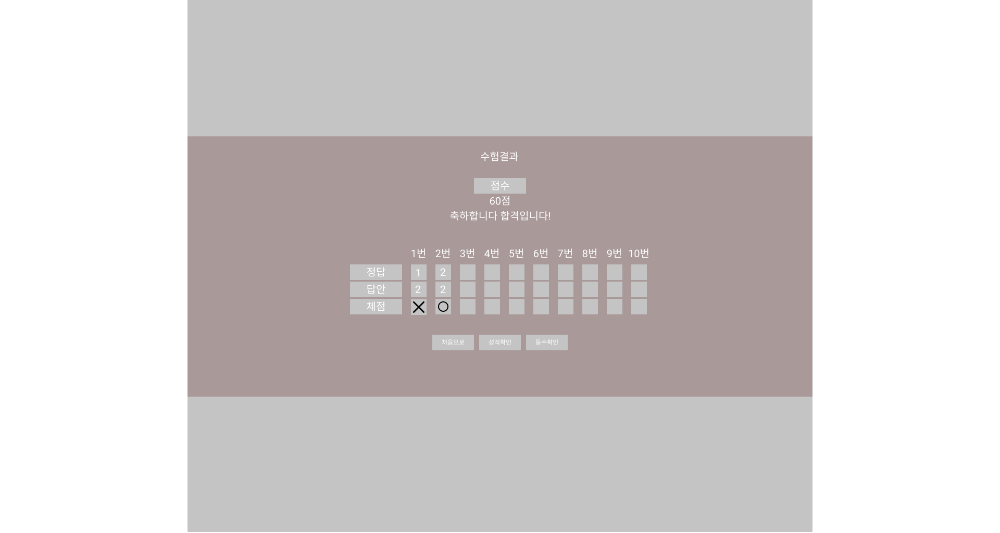 수험결과
점수
60점
축하합니다 합격입니다!
1번 2번 3번 4번 5번 6번 7번 8번 9번 10번
정답 1 2
답안 2 2
체점 X O
처음으로 성적확인 등수확인